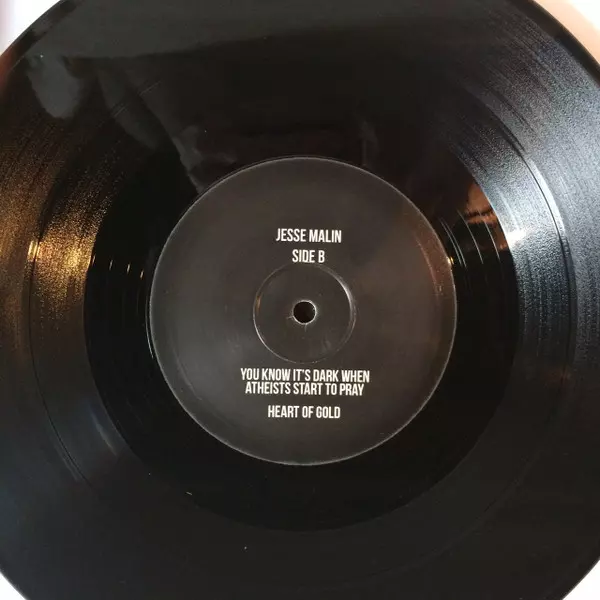 JESSE MALIN
SIDE B
YOU KNOW IT'S DARK WHEN
ATHEISTS START TO PRAY
HEART OF GOLD